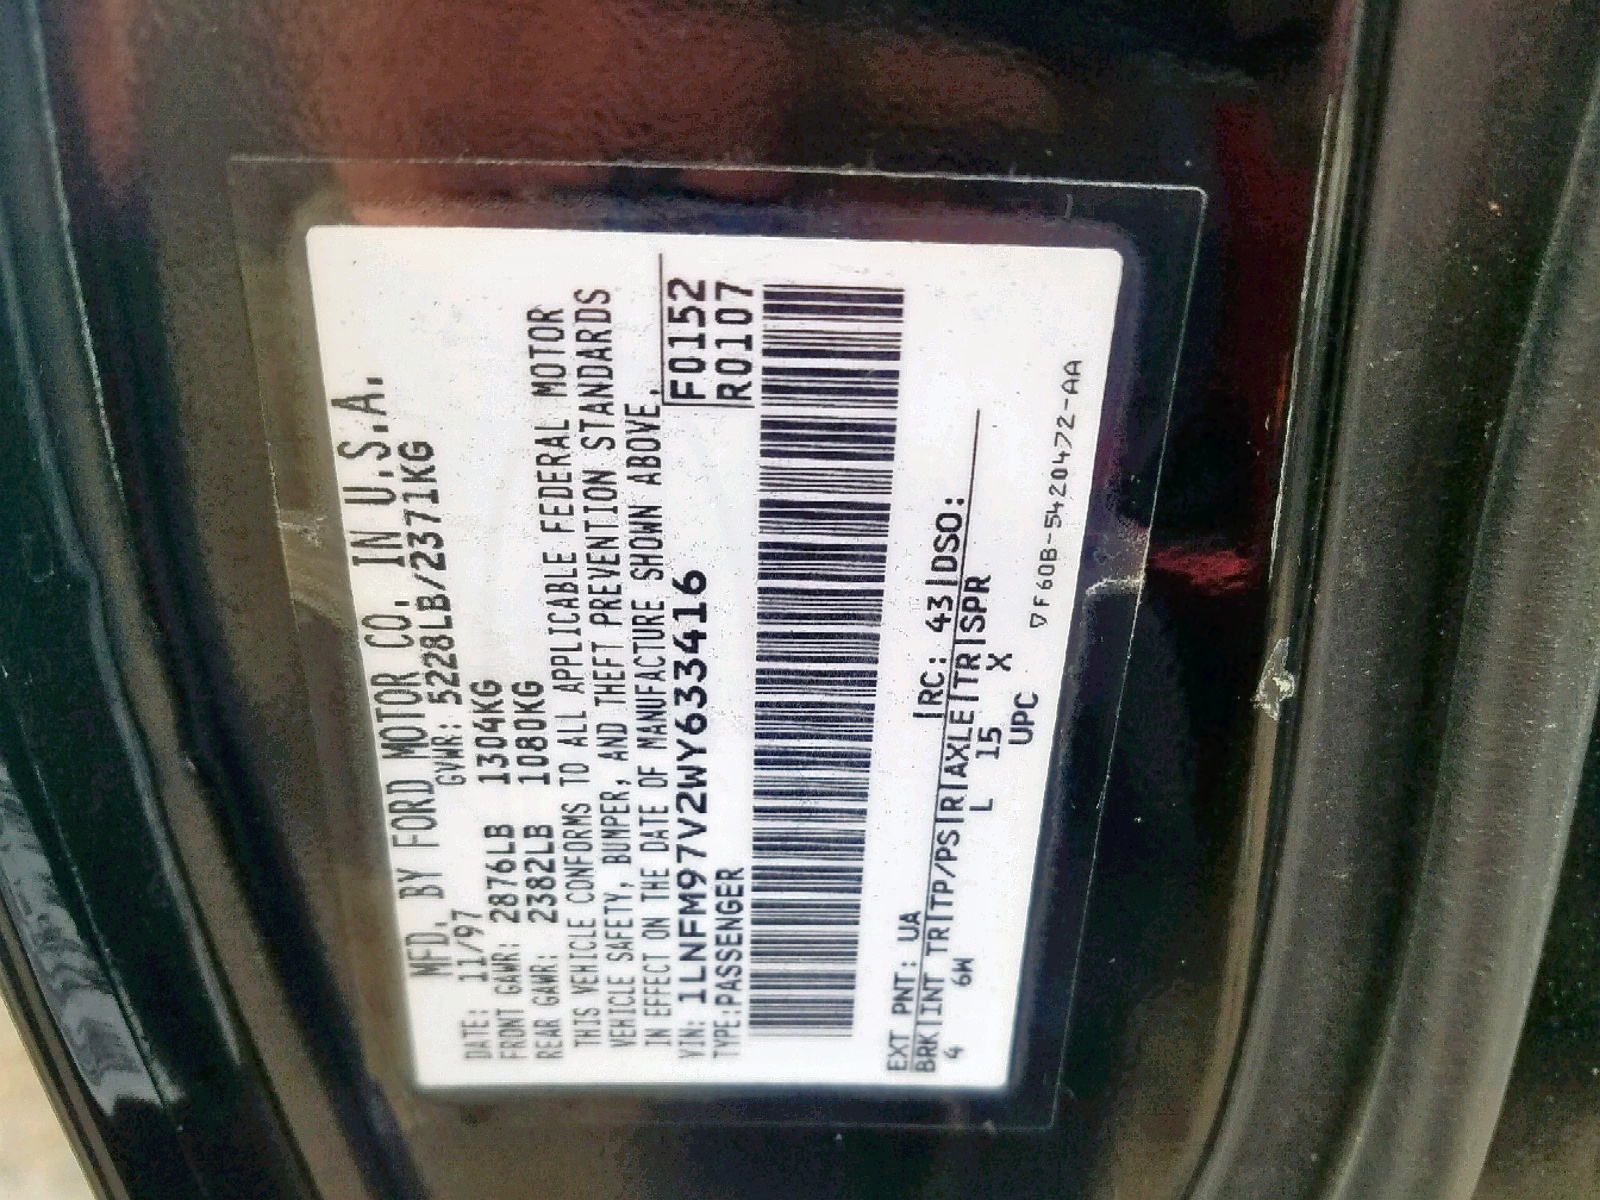 MFD. BY FORD MOTOR CO. IN U.S.A.
DATE: 11/97 GVWR: 5228LB/2371KG
FRONT GAWR: 2876LB 1304KG
REAR GAWR: 2382LB 1080KG
THIS VEHICLE CONFORMS TO ALL APPLICABLE FEDERAL MOTOR
VEHICLE SAFETY, BUMPER, AND THEFT PREVENTION STANDARDS
IN EFFECT ON THE DATE OF MANUFACTURE SHOWN ABOVE.
VIN: 1LNFM97V2WY633416 F0152
TYPE: PASSENGER R0107
EXT PNT: UA RC: 43 DSO:
BRK INT TR TP/PS R AXLE TR SPR
4 6W L 15 X
UPC
▽F60B-5420472-AA